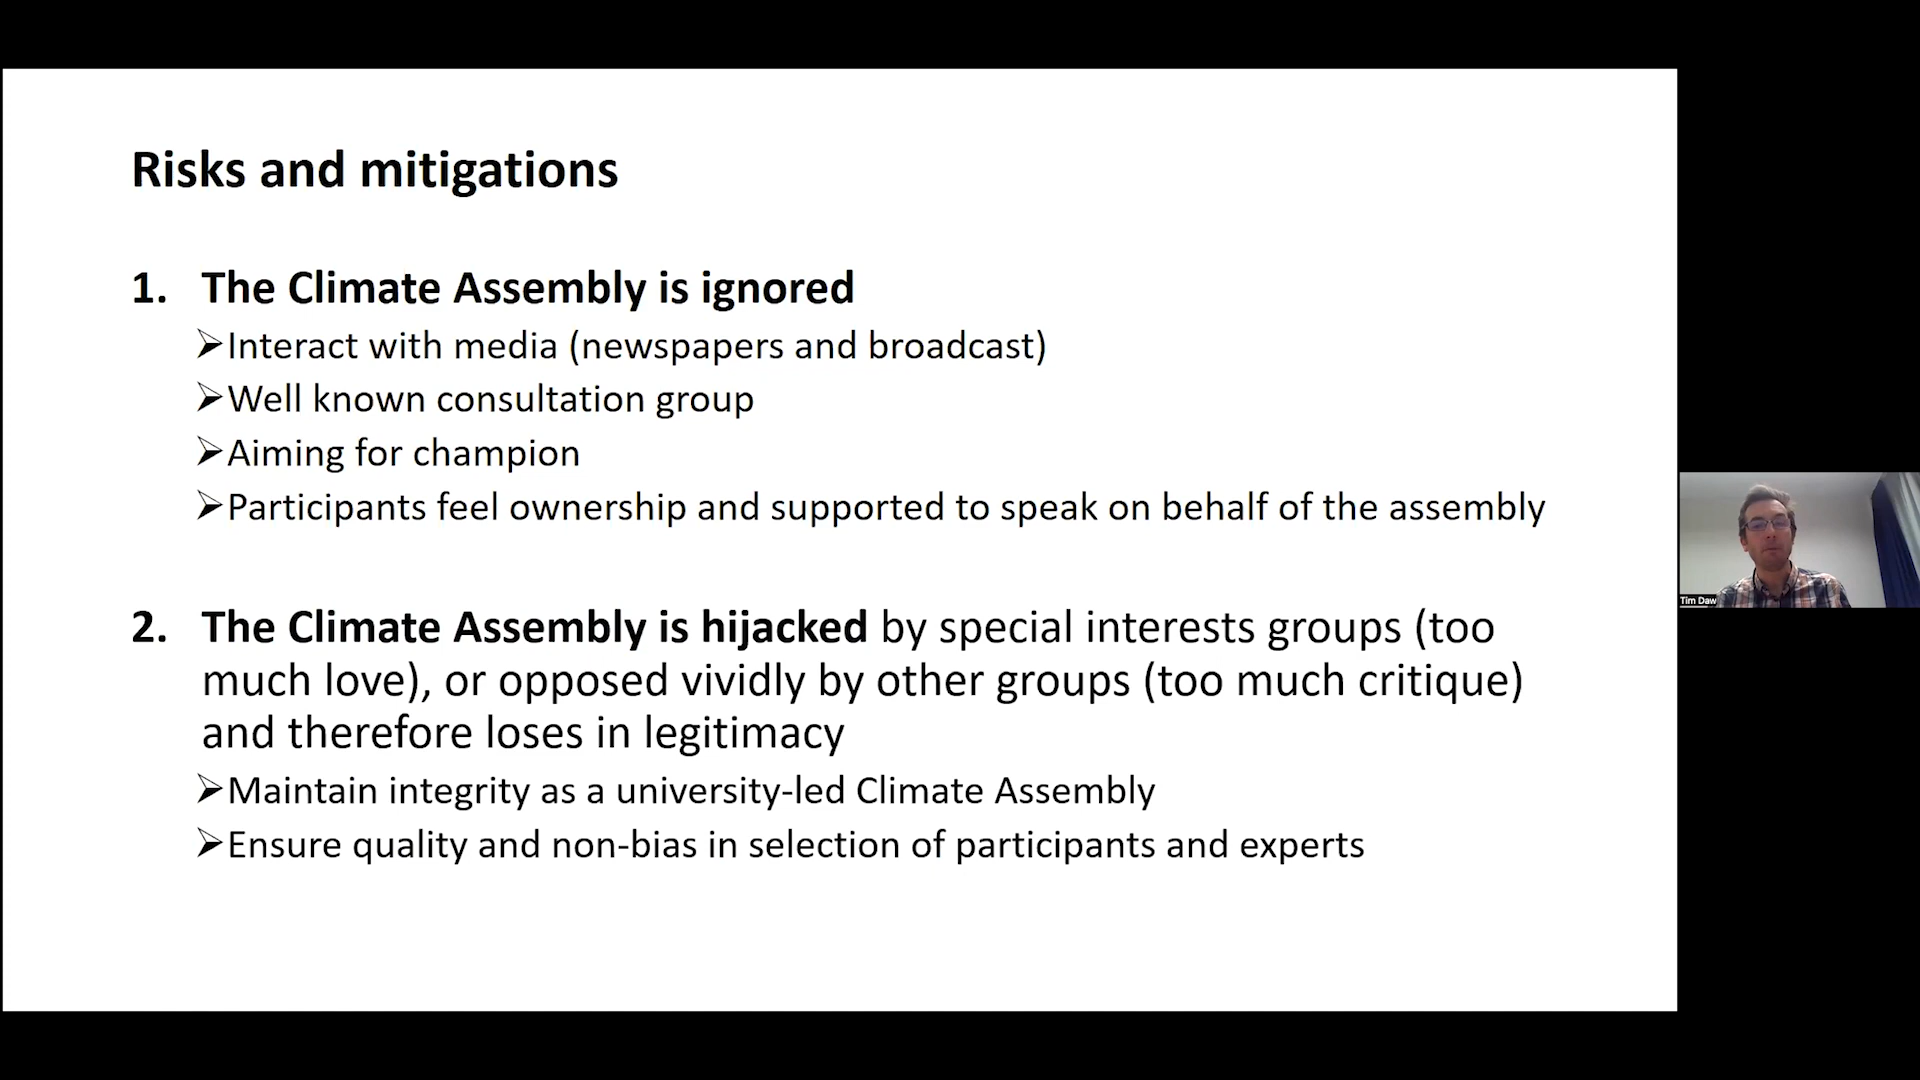 Risks and mitigations
1. The Climate Assembly is ignored
➢Interact with media (newspapers and broadcast)
➢Well known consultation group
➢Aiming for champion
➢Participants feel ownership and supported to speak on behalf of the assembly
2. The Climate Assembly is hijacked by special interests groups (too
much love), or opposed vividly by other groups (too much critique)
and therefore loses in legitimacy
➢Maintain integrity as a university-led Climate Assembly
➢Ensure quality and non-bias in selection of participants and experts
Tim Daw